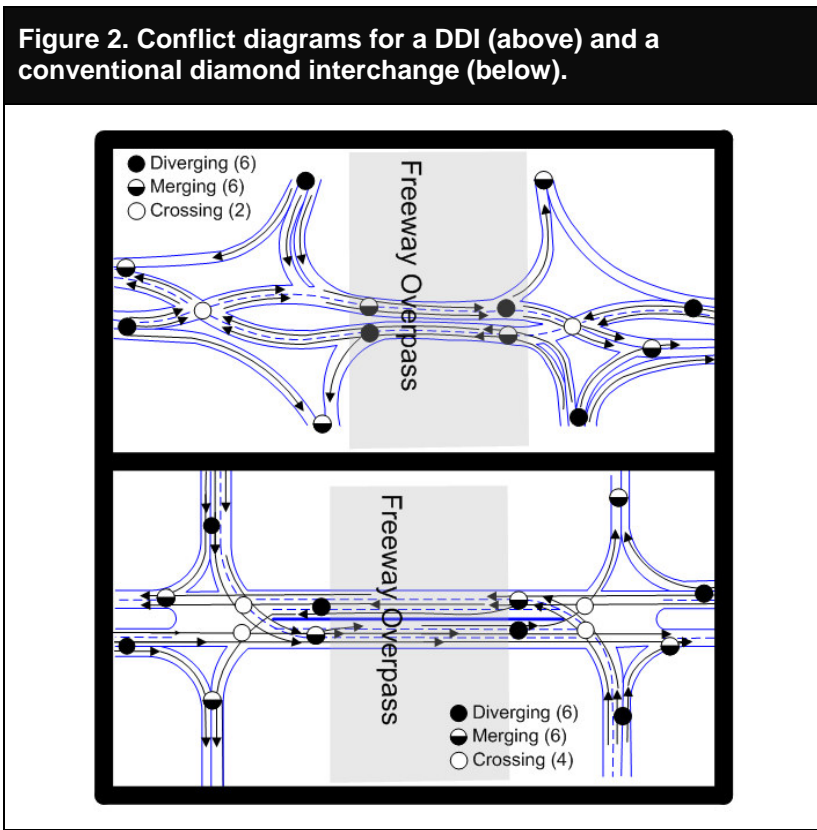 Figure 2. Conflict diagrams for a DDI (above) and a
conventional diamond interchange (below).
Diverging (6)
Merging (6)
Crossing (2)
Freeway Overpass
Freeway Overpass
Diverging (6)
Merging (6)
Crossing (4)